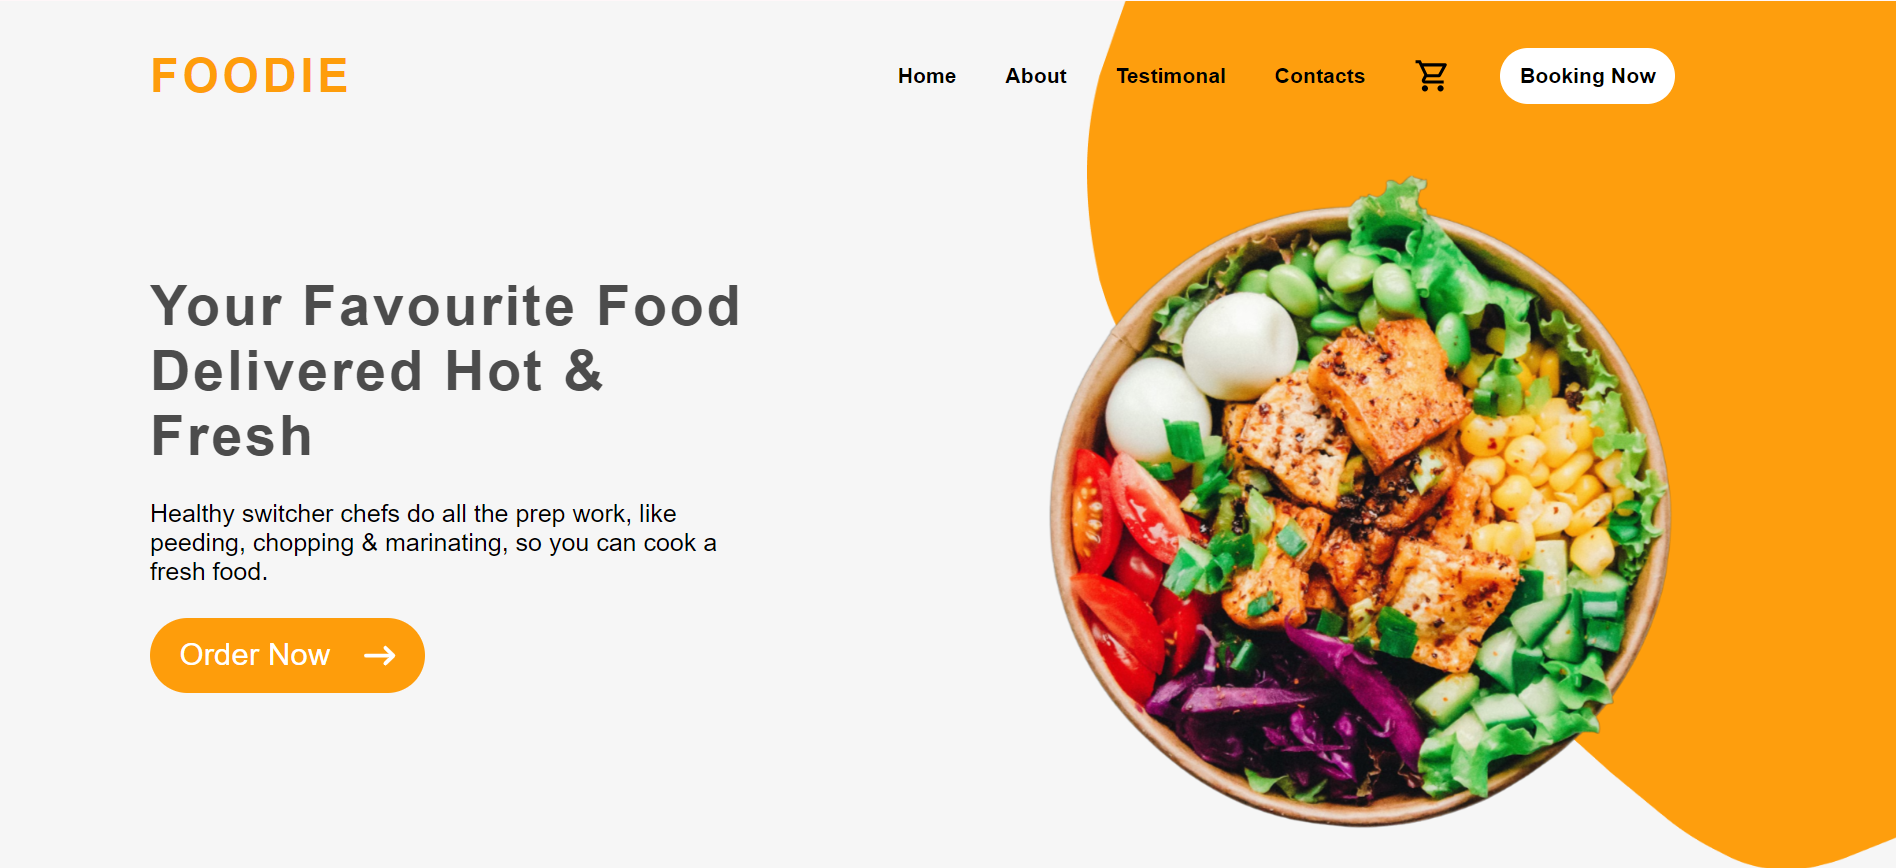 FOODIE
Home About Testimonal Contacts Booking Now
Your Favourite Food
Delivered Hot &
Fresh
Healthy switcher chefs do all the prep work, like
peeding, chopping & marinating, so you can cook a
fresh food.
Order Now